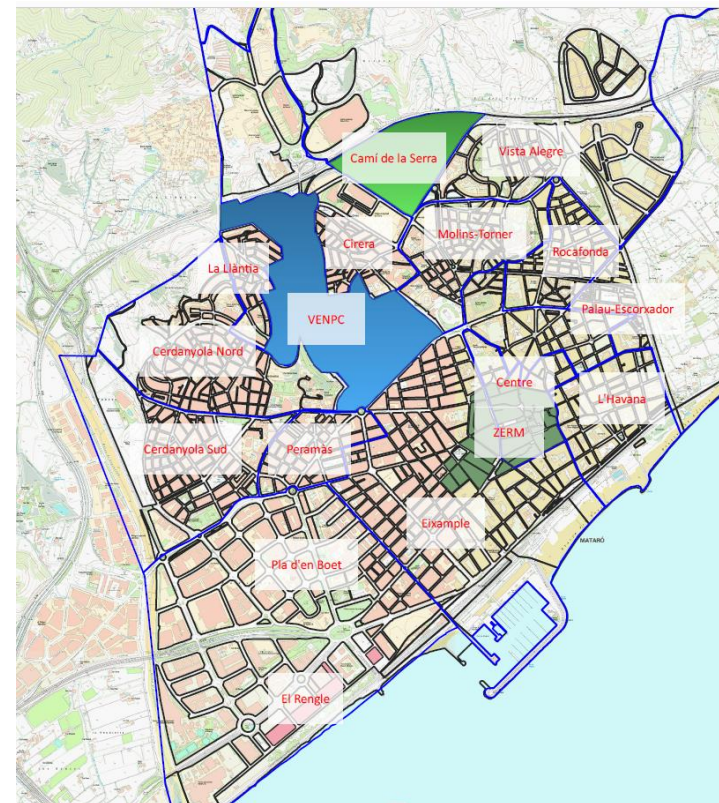 Camí de la Serra
Vista Alegre
Cirera
Molins-Torner
Rocafonda
La Llàntia
VENPC
Palau-Escorxador
Cerdanyola Nord
Centre
L'Havana
Cerdanyola Sud
Peramàs
ZERM
Eixample
MATARÓ
Pla d'en Boet
El Rengle